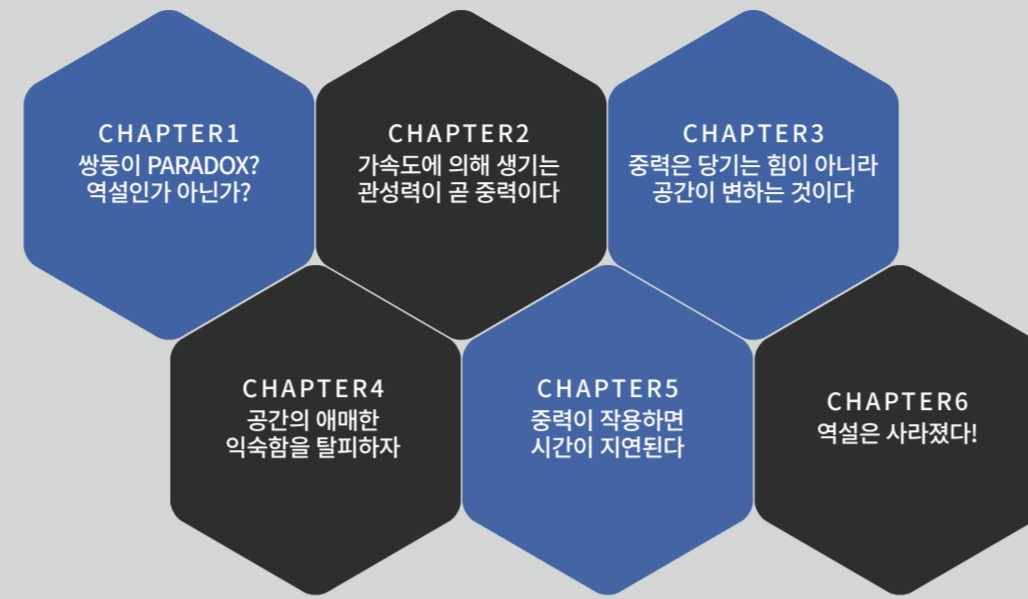 CHAPTER1
쌍둥이 PARADOX?
역설인가 아닌가?
CHAPTER2
가속도에 의해 생기는
관성력이 곧 중력이다
CHAPTER3
중력은 당기는 힘이 아니라
공간이 변하는 것이다
CHAPTER4
공간의 애매한
익숙함을 탈피하자
CHAPTER5
중력이 작용하면
시간이 지연된다
CHAPTER6
역설은 사라졌다!